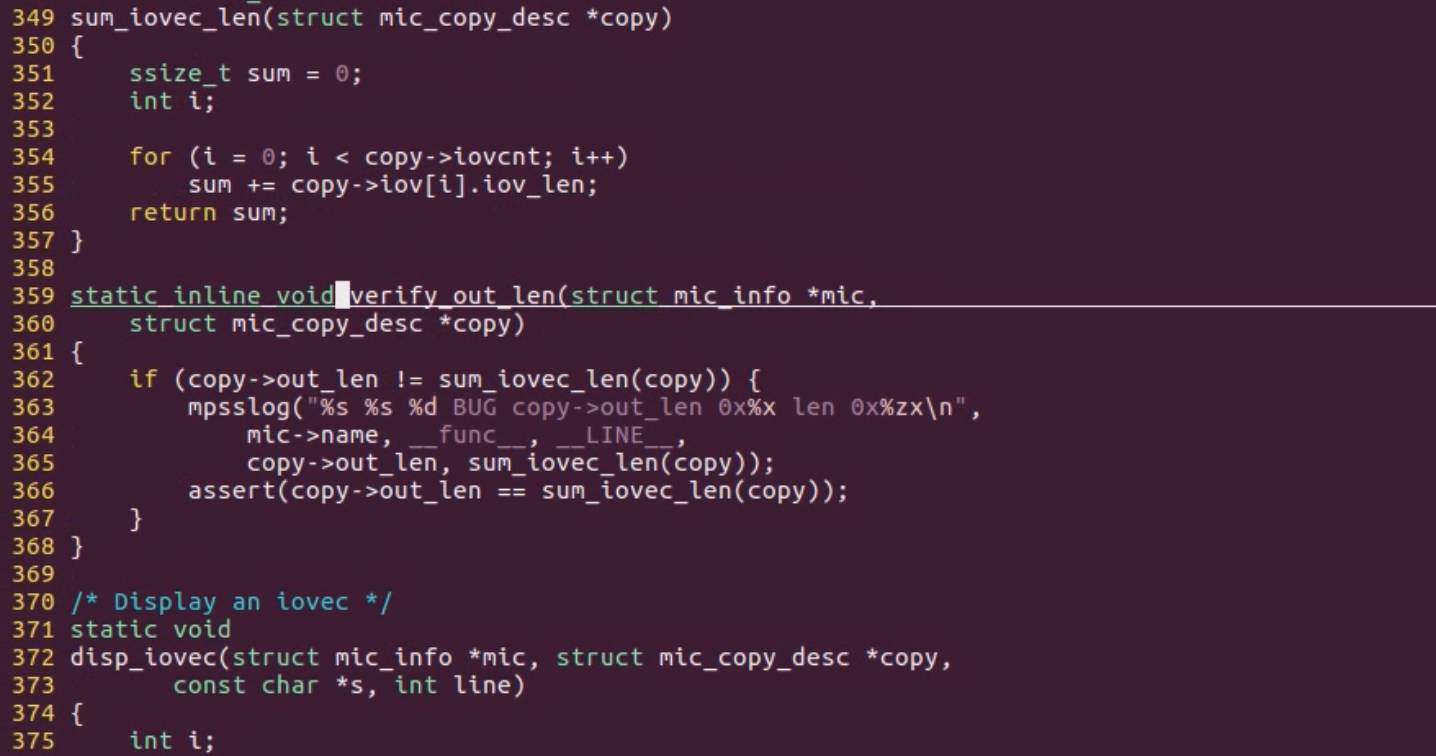 349 sum_iovec_len(struct mic_copy_desc *copy)
350 {
351     ssize_t sum = 0;
352     int i;
353
354     for (i = 0; i < copy->iovcnt; i++)
355         sum += copy->iov[i].iov_len;
356     return sum;
357 }
358
359 static inline void verify_out_len(struct mic_info *mic,
360     struct mic_copy_desc *copy)
361 {
362     if (copy->out_len != sum_iovec_len(copy)) {
363         mpsslog("%s %s %d BUG copy->out_len 0x%x len 0x%zx\n",
364             mic->name, __func__, __LINE__,
365             copy->out_len, sum_iovec_len(copy));
366         assert(copy->out_len == sum_iovec_len(copy));
367     }
368 }
369
370 /* Display an iovec */
371 static void
372 disp_iovec(struct mic_info *mic, struct mic_copy_desc *copy,
373        const char *s, int line)
374 {
375     int i;